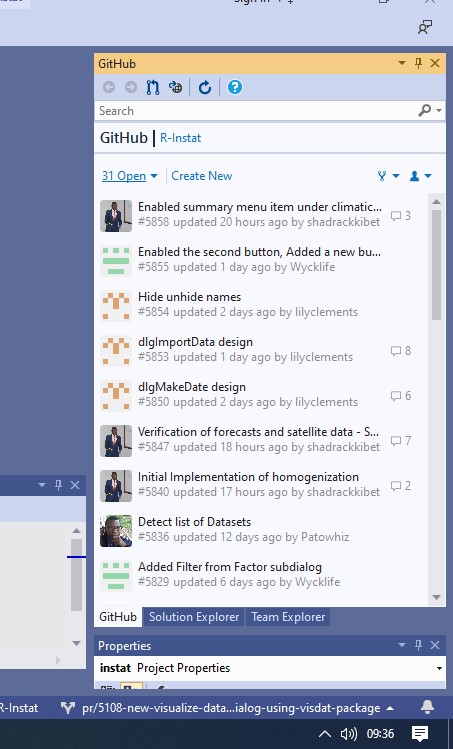 GitHub
Search
GitHub | R-Instat
31 Open Create New
Enabled summary menu item under climatic...
#5858 updated 20 hours ago by shadrackkibet 3
Enabled the second button, Added a new bu...
#5855 updated 1 day ago by Wycklife
Hide unhide names
#5854 updated 2 days ago by lilyclements
dlgImportData design
#5853 updated 1 day ago by lilyclements 8
dlgMakeDate design
#5850 updated 2 days ago by lilyclements 6
Verification of forecasts and satellite data - S...
#5847 updated 18 hours ago by shadrackkibet 7
Initial Implementation of homogenization
#5840 updated 17 hours ago by shadrackkibet 2
Detect list of Datasets
#5836 updated 12 days ago by Patowhiz
Added Filter from Factor subdialog
#5829 updated 6 days ago by Wycklife
GitHub Solution Explorer Team Explorer
Properties
instat Project Properties
R-Instat pr/5108-new-visualize-data...ialog-using-visdat-package
09:36